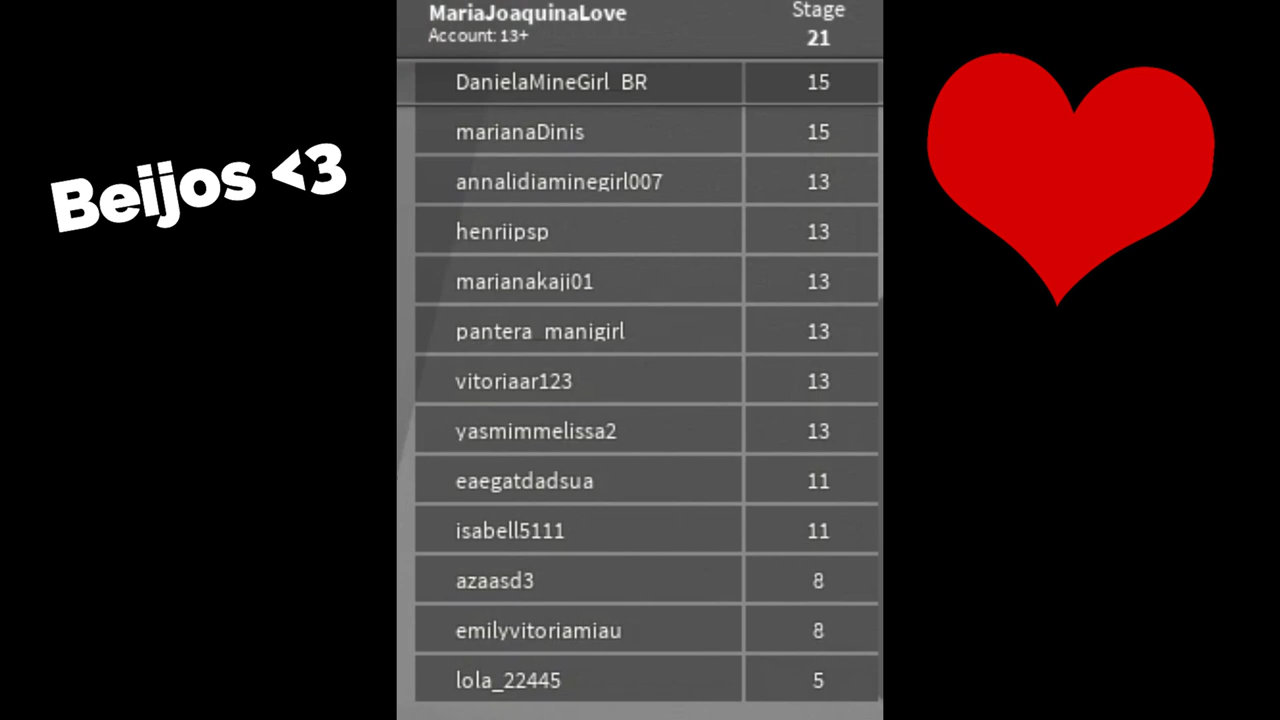 MariaJoaquinaLove Stage
Account: 13+ 21
DanielaMineGirl_BR 15
marianaDinis 15
annalidiaminegirl007 13
henriipsp 13
marianakaji01 13
pantera_manigirl 13
vitoriaar123 13
yasmimmelissa2 13
eaegatdadsua 11
isabell5111 11
azaasd3 8
emilyvitoriamiau 8
lola_22445 5
Beijos <3